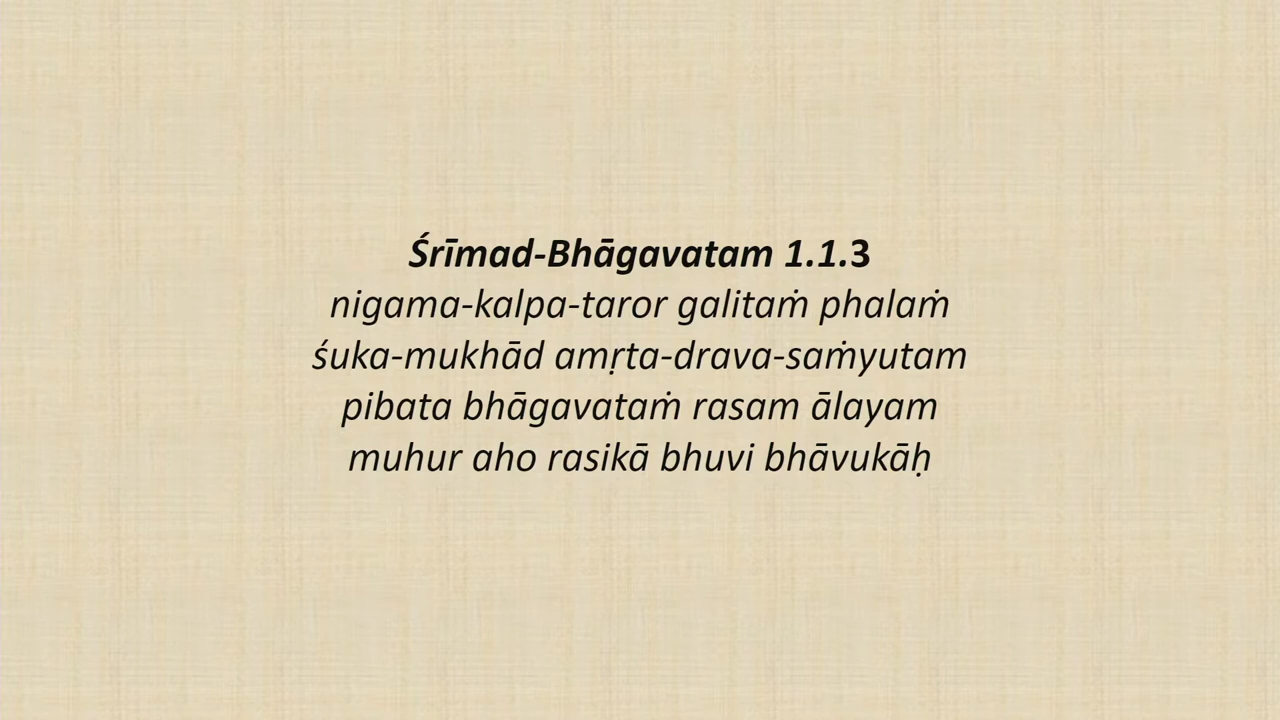 Śrīmad-Bhāgavatam 1.1.3
nigama-kalpa-taror galitaṁ phalaṁ
śuka-mukhād amṛta-drava-saṁyutam
pibata bhāgavataṁ rasam ālayam
muhur aho rasikā bhuvi bhāvukāḥ